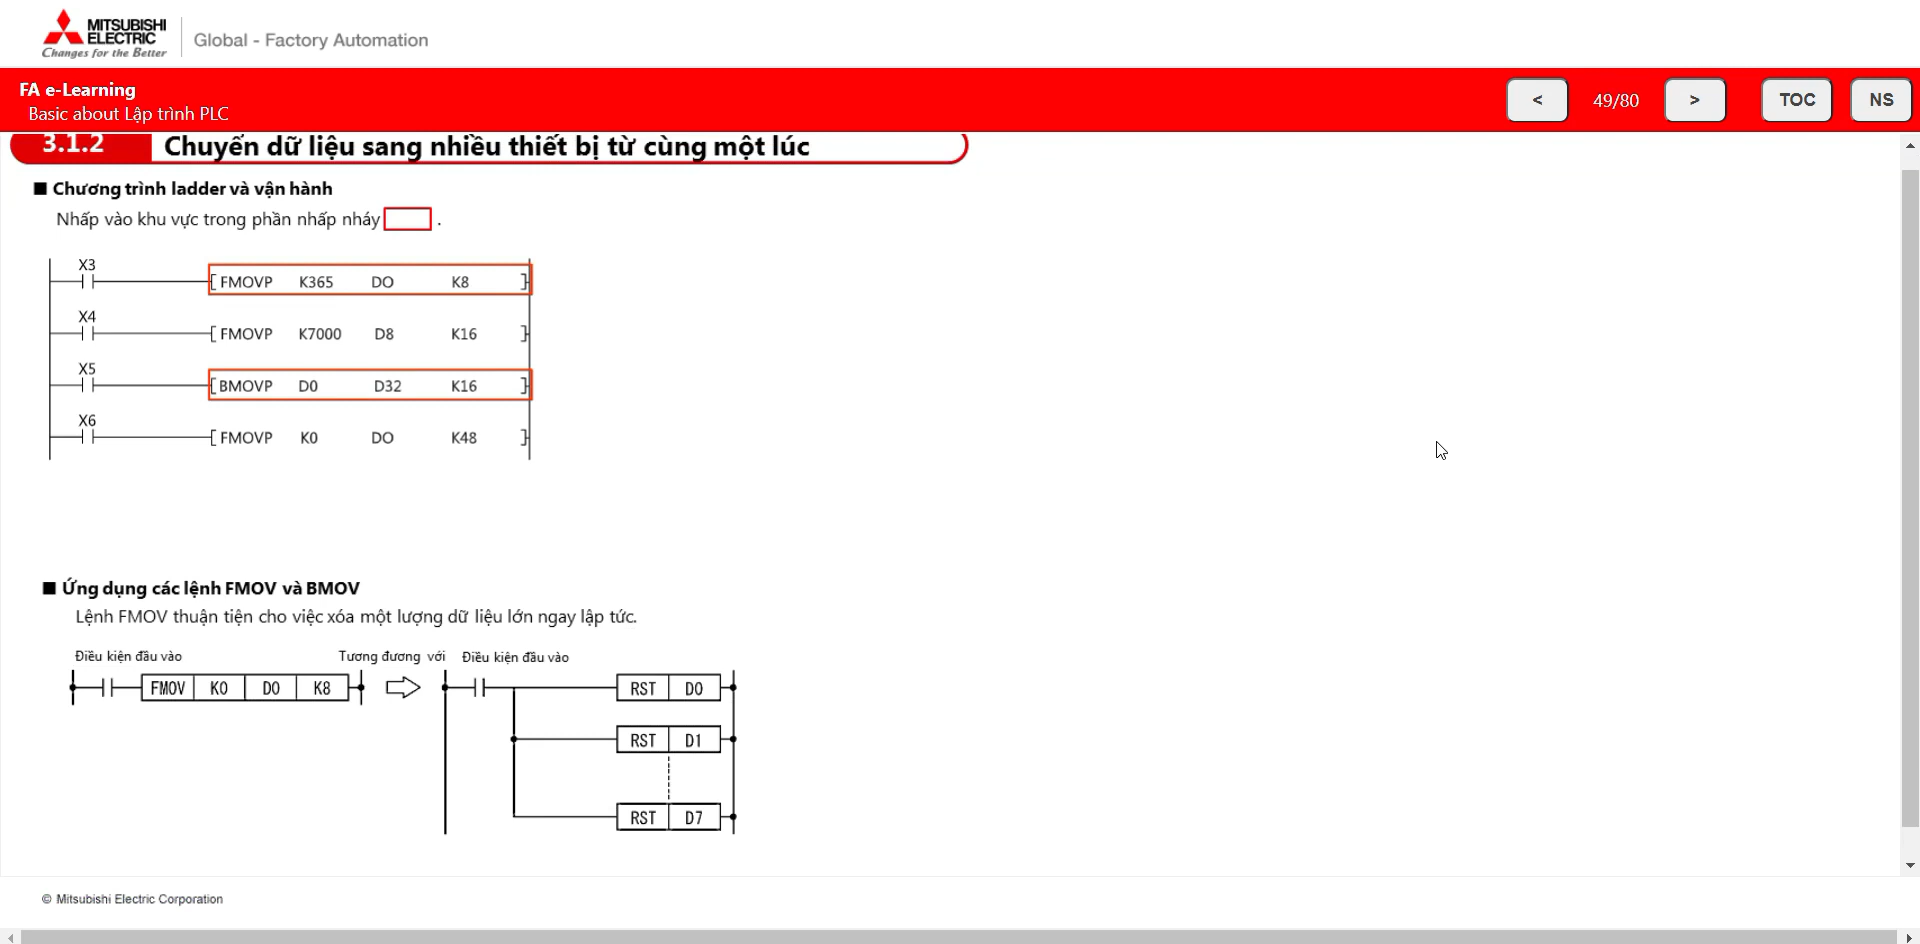 MITSUBISHI
ELECTRIC
Changes for the Better
Global - Factory Automation
FA e-Learning
Basic about Lập trình PLC
< 49/80 > TOC NS
3.1.2 Chuyển dữ liệu sang nhiều thiết bị từ cùng một lúc
■ Chương trình ladder và vận hành
Nhấp vào khu vực trong phần nhấp nháy .
X3
[ FMOVP K365 DO K8 ]
X4
[ FMOVP K7000 D8 K16 ]
X5
[ BMOVP D0 D32 K16 ]
X6
[ FMOVP K0 DO K48 ]
■ Ứng dụng các lệnh FMOV và BMOV
Lệnh FMOV thuận tiện cho việc xóa một lượng dữ liệu lớn ngay lập tức.
Điều kiện đầu vào Tương đương với Điều kiện đầu vào
FMOV K0 D0 K8 RST D0
RST D1
RST D7
© Mitsubishi Electric Corporation